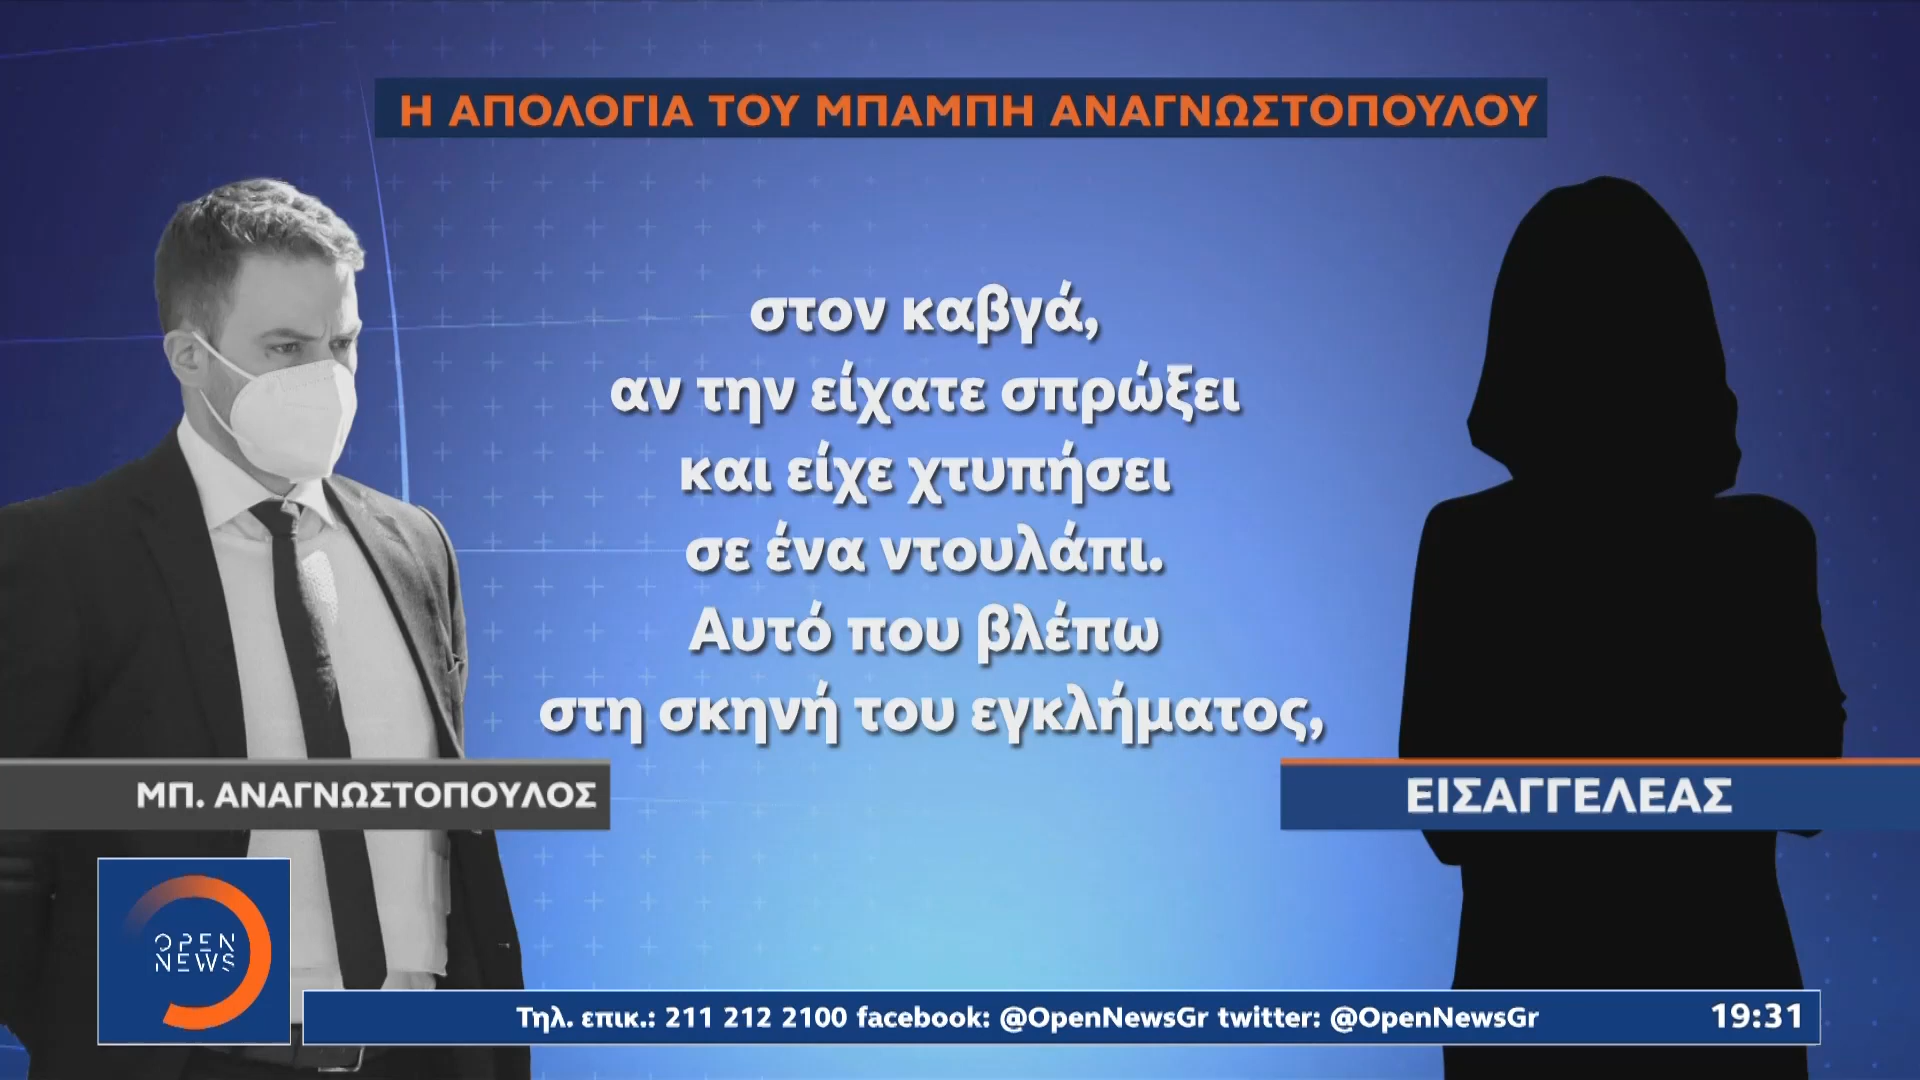 Η ΑΠΟΛΟΓΙΑ ΤΟΥ ΜΠΑΜΠΗ ΑΝΑΓΝΩΣΤΟΠΟΥΛΟΥ
στον καβγά,
αν την είχατε σπρώξει
και είχε χτυπήσει
σε ένα ντουλάπι.
Αυτό που βλέπω
στη σκηνή του εγκλήματος,
ΜΠ. ΑΝΑΓΝΩΣΤΟΠΟΥΛΟΣ
ΕΙΣΑΓΓΕΛΕΑΣ
OPEN
NEWS
Τηλ. επικ.: 211 212 2100 facebook: @OpenNewsGr twitter: @OpenNewsGr
19:31